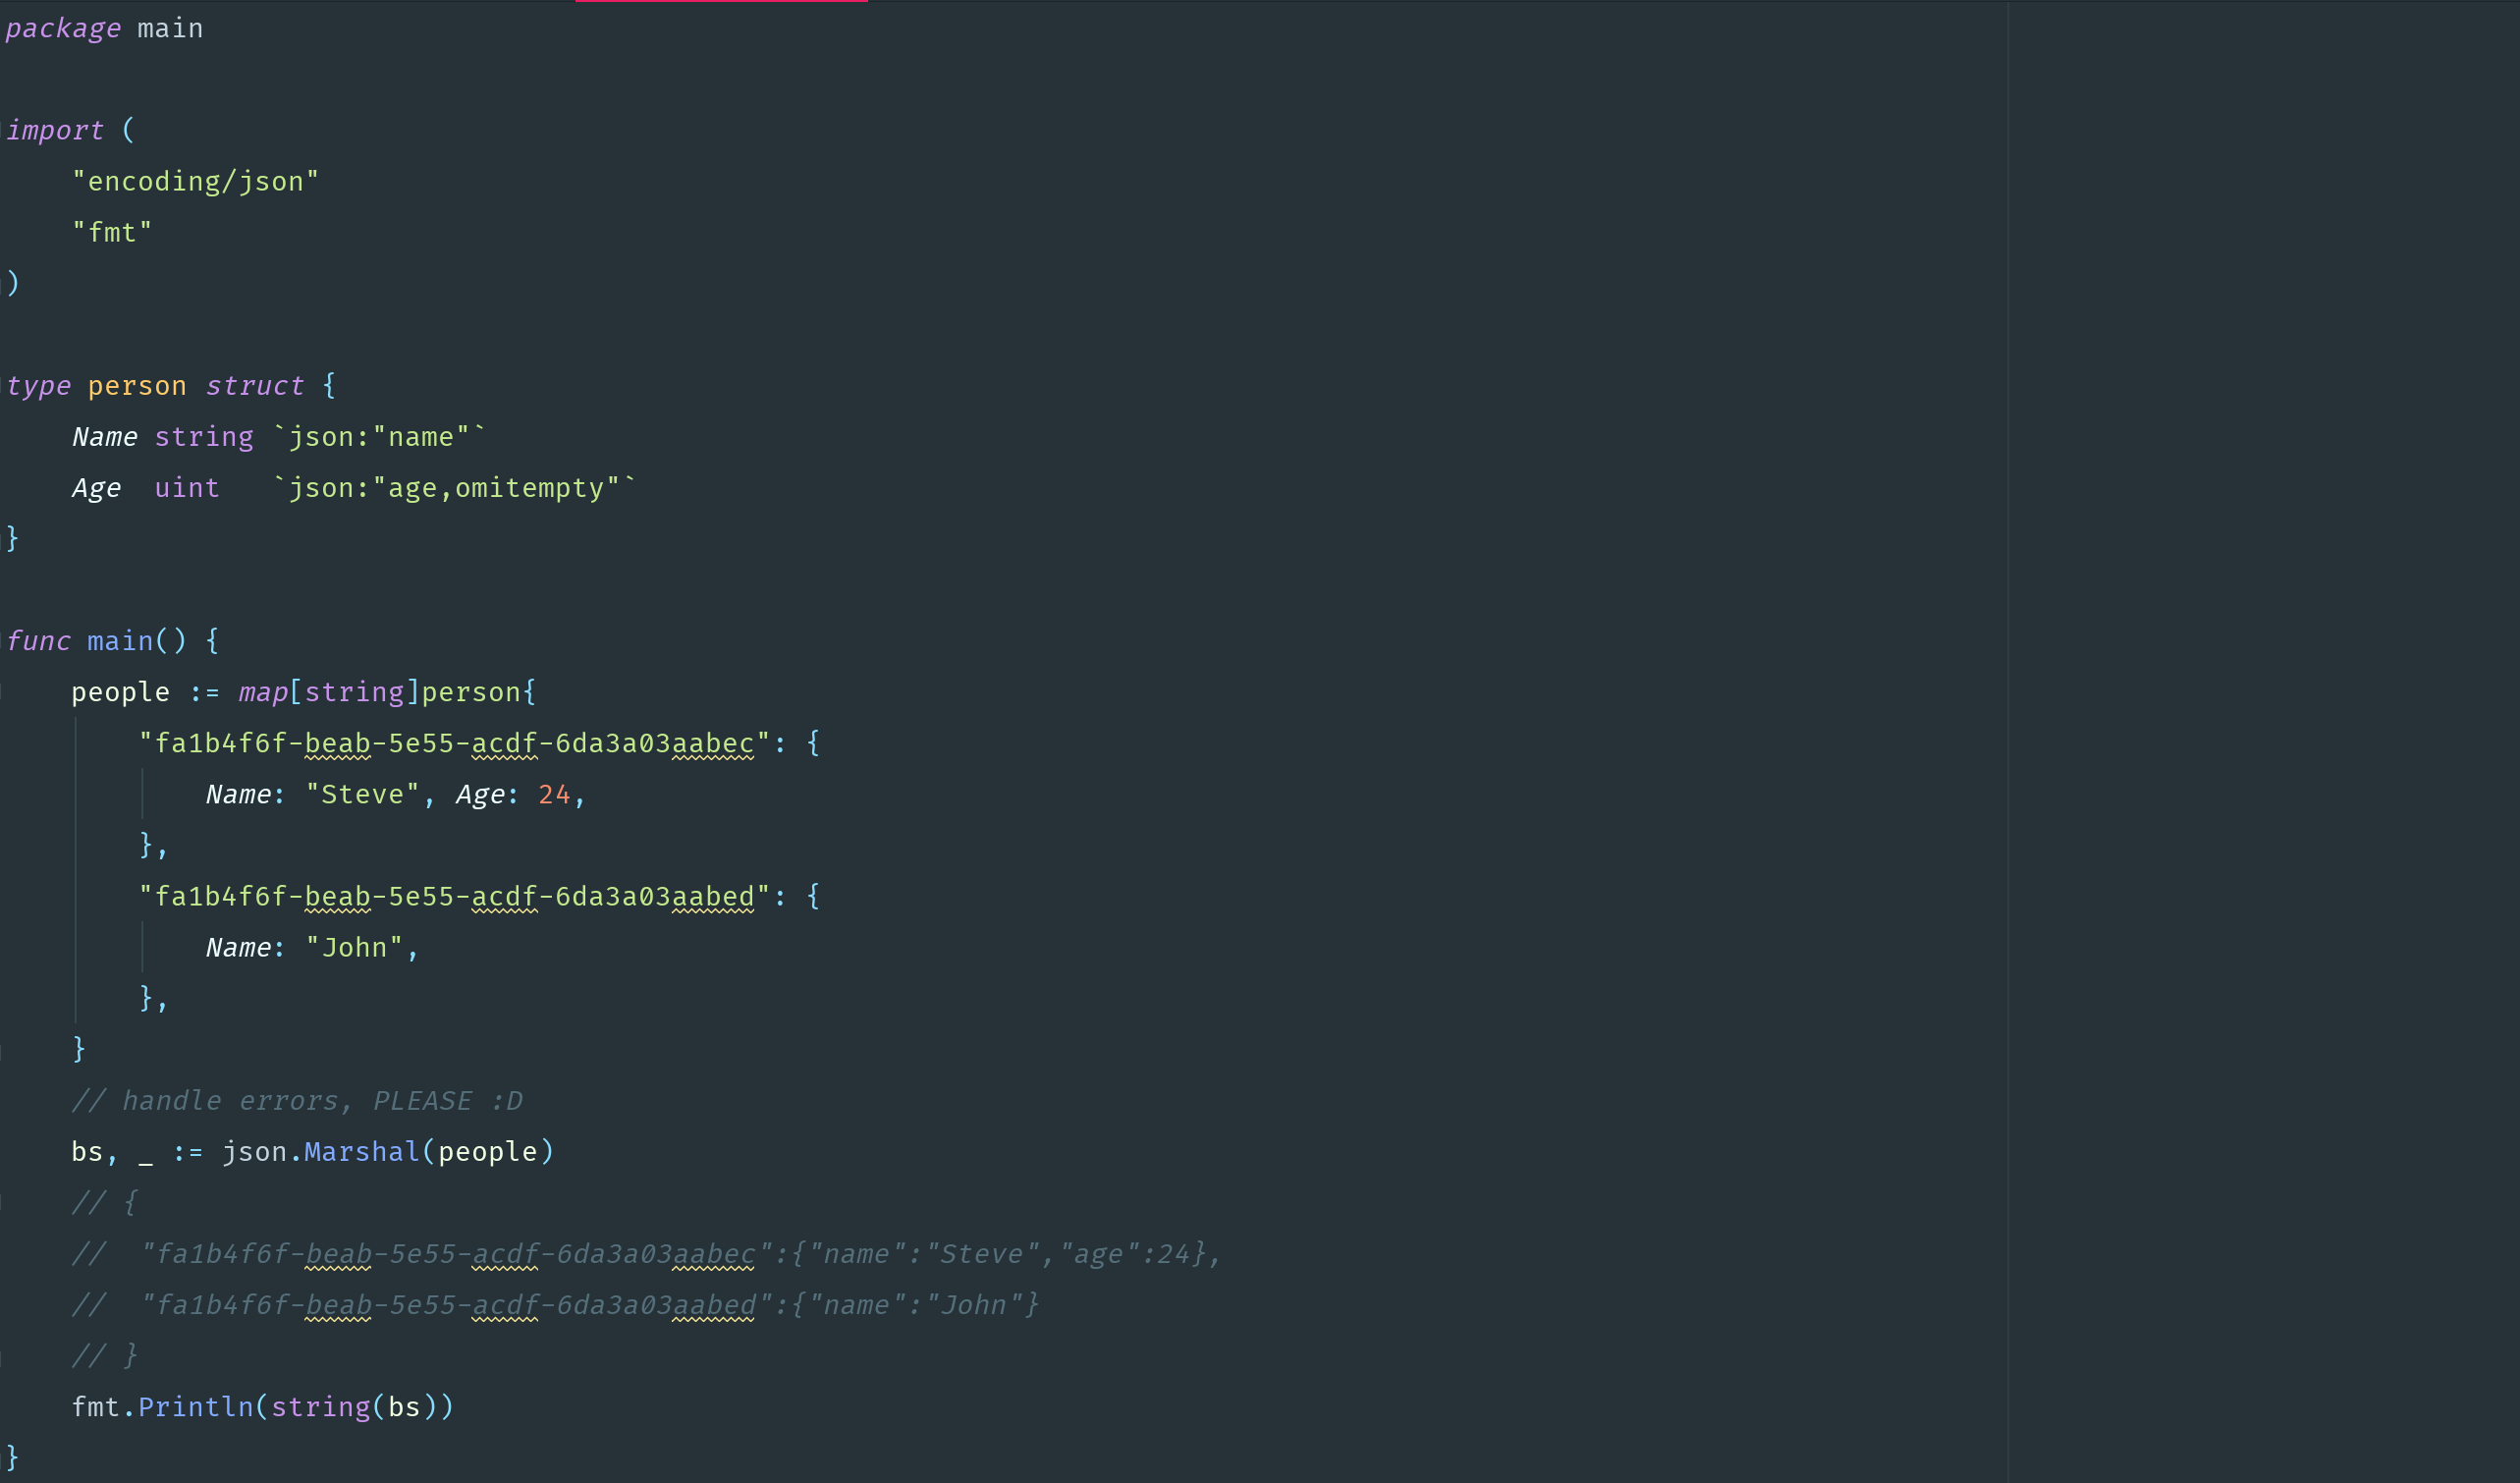 package main
import (
"encoding/json"
"fmt"
)
type person struct {
Name string `json:"name"`
Age  uint   `json:"age,omitempty"`
}
func main() {
people := map[string]person{
"fa1b4f6f-beab-5e55-acdf-6da3a03aabec": {
Name: "Steve", Age: 24,
},
"fa1b4f6f-beab-5e55-acdf-6da3a03aabed": {
Name: "John",
},
}
// handle errors, PLEASE :D
bs, _ := json.Marshal(people)
// {
//  "fa1b4f6f-beab-5e55-acdf-6da3a03aabec":{"name":"Steve","age":24},
//  "fa1b4f6f-beab-5e55-acdf-6da3a03aabed":{"name":"John"}
// }
fmt.Println(string(bs))
}